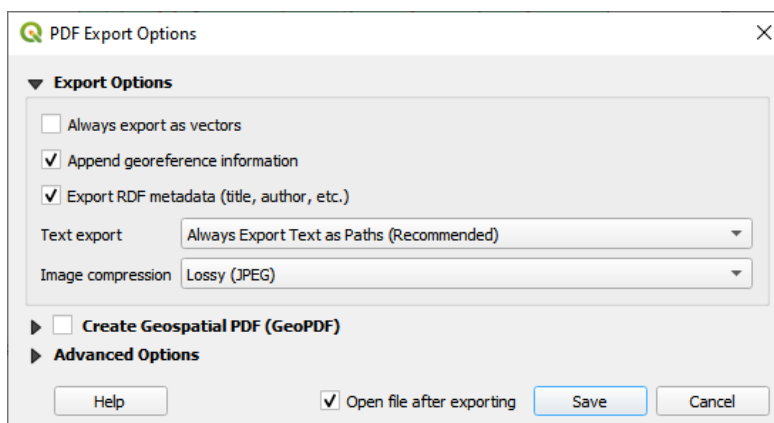 PDF Export Options
Export Options
Always export as vectors
Append georeference information
Export RDF metadata (title, author, etc.)
Text export Always Export Text as Paths (Recommended)
Image compression Lossy (JPEG)
Create Geospatial PDF (GeoPDF)
Advanced Options
Help Open file after exporting Save Cancel